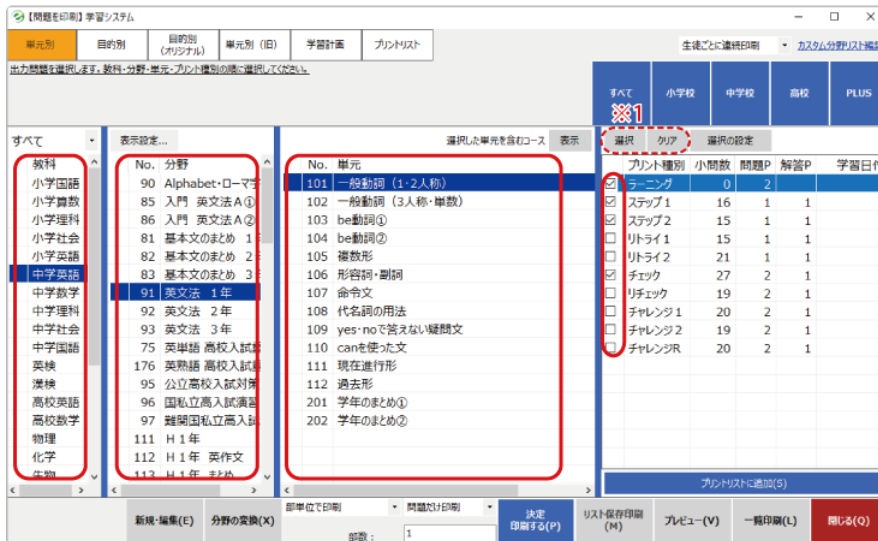 【問題を印刷】学習システム
単元別 目的別 目的別(オリジナル) 単元別（旧） 学習計画 プリントリスト 生徒ごとに連続印刷 カスタム分野リスト編集
出力問題を選択します。教科・分野・単元・プリント種別の順に選択してください。
すべて 小学校 中学校 高校 PLUS
※1
すべて 表示設定... 選択した単元を含むコース 表示 選択 クリア 選択の設定
教科
小学国語
小学算数
小学理科
小学社会
小学英語
中学英語
中学数学
中学理科
中学社会
中学国語
英検
漢検
高校英語
高校数学
物理
化学
生物
No. 分野
90 Alphabet・ローマ字
85 入門 英文法A①
86 入門 英文法A②
81 基本文のまとめ 1年
82 基本文のまとめ 2
83 基本文のまとめ 3
91 英文法 1年
92 英文法 2年
93 英文法 3年
75 英単語 高校入試
176 英熟語 高校入試
95 公立高校入試対策
96 国私立高入試演習
97 難関国私立高入試
111 H1年
112 H1年 英作文
113 H1年 まとめ
No. 単元
101 一般動詞（1・2人称）
102 一般動詞（3人称・単数）
103 be動詞①
104 be動詞②
105 複数形
106 形容詞・副詞
107 命令文
108 代名詞の用法
109 yes・noで答えない疑問文
110 canを使った文
111 現在進行形
112 過去形
201 学年のまとめ①
202 学年のまとめ②
プリント種別 小問数 問題P 解答P 学習日付
ラーニング 0 2
ステップ1 16 1 1
ステップ2 15 1 1
リトライ1 15 1 1
リトライ2 21 1 1
チェック 27 2 1
リチェック 19 2 1
チャレンジ1 20 2 1
チャレンジ2 19 2 1
チャレンジR 20 2 1
プリントリストに追加(S)
新規・編集(E) 分野の変換(X) 部単位で印刷 問題だけ印刷 部数： 1 決定 印刷する(P) リスト保存印刷(M) プレビュー(V) 一覧印刷(L) 閉じる(Q)